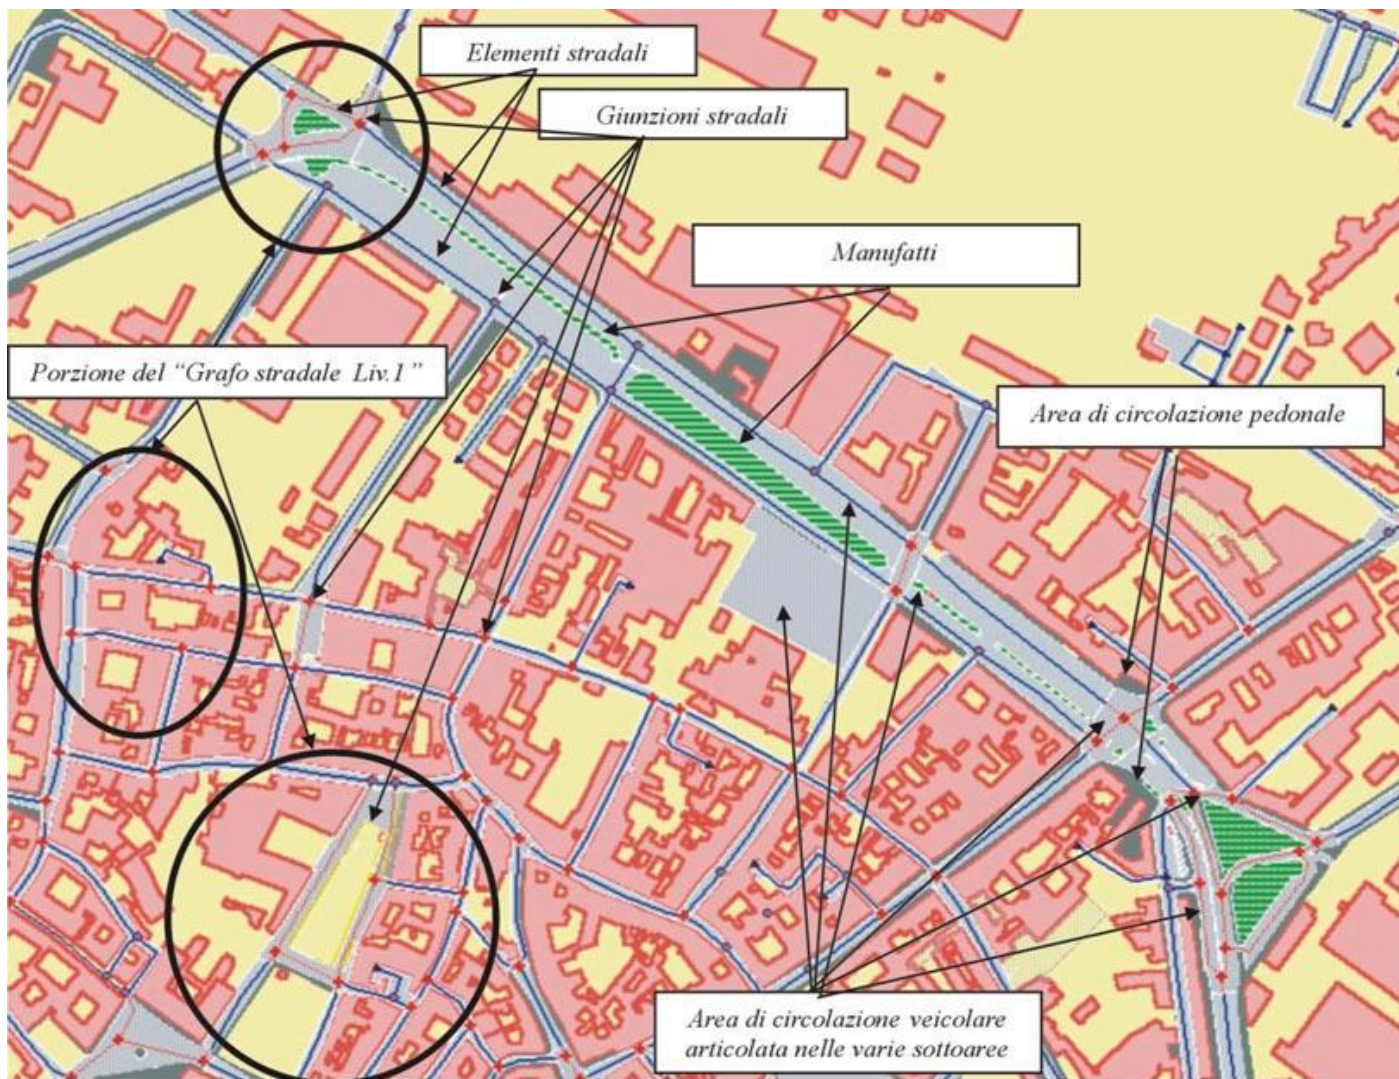 Elementi stradali
Giunzioni stradali
Manufatti
Porzione del “Grafo stradale Liv.1”
Area di circolazione pedonale
Area di circolazione veicolare
articolata nelle varie sottoaree